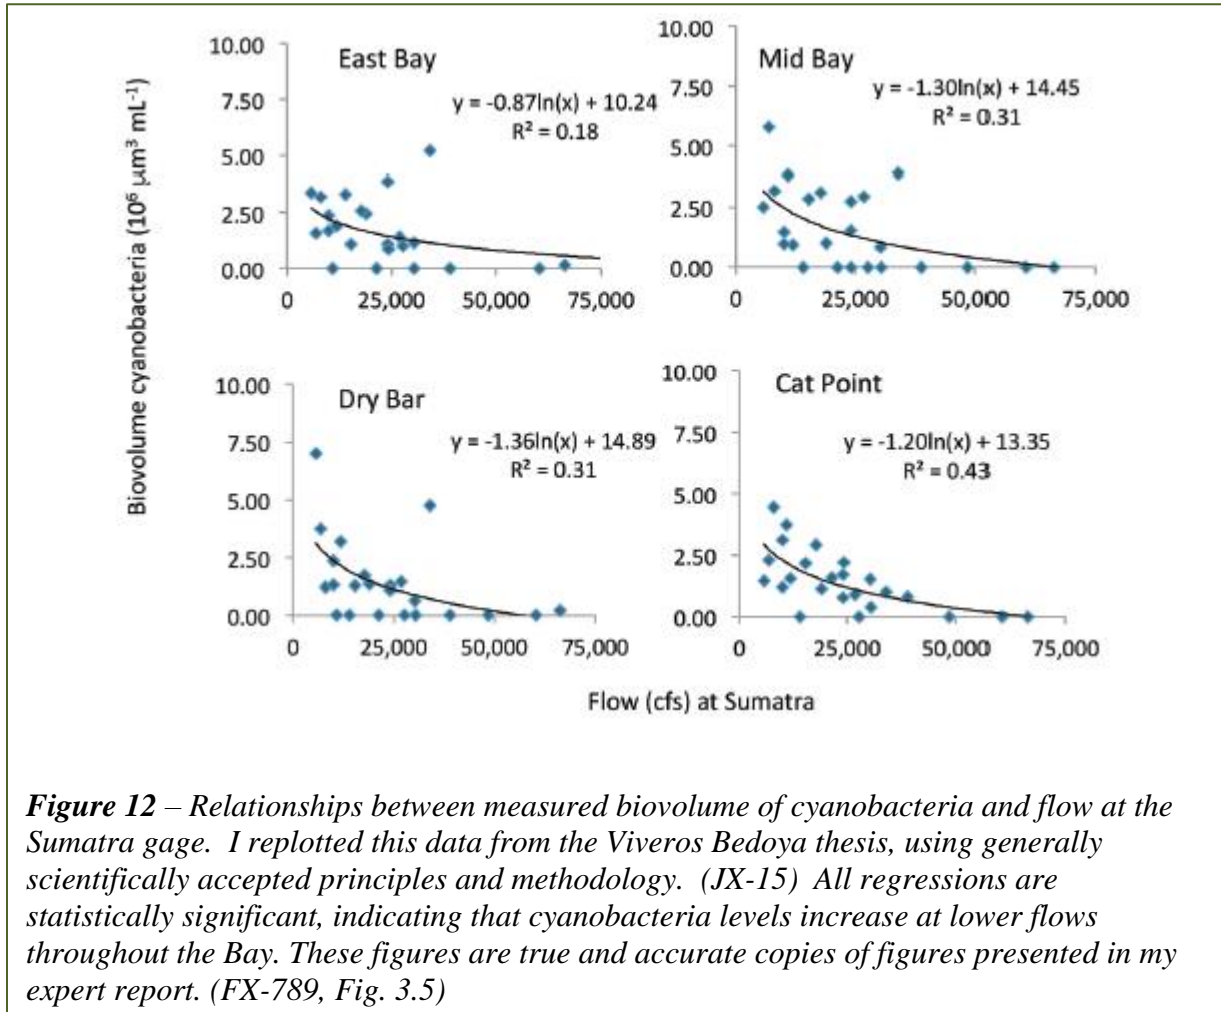 Biovolume cyanobacteria (10⁶ µm³ mL⁻¹)
East Bay
y = -0.87ln(x) + 10.24
R² = 0.18
10.00
7.50
5.00
2.50
0.00
0 25,000 50,000 75,000
Mid Bay
y = -1.30ln(x) + 14.45
R² = 0.31
10.00
7.50
5.00
2.50
0.00
0 25,000 50,000 75,000
Dry Bar
y = -1.36ln(x) + 14.89
R² = 0.31
10.00
7.50
5.00
2.50
0.00
0 25,000 50,000 75,000
Cat Point
y = -1.20ln(x) + 13.35
R² = 0.43
10.00
7.50
5.00
2.50
0.00
0 25,000 50,000 75,000
Flow (cfs) at Sumatra
Figure 12 – Relationships between measured biovolume of cyanobacteria and flow at the
Sumatra gage. I replotted this data from the Viveros Bedoya thesis, using generally
scientifically accepted principles and methodology. (JX-15) All regressions are
statistically significant, indicating that cyanobacteria levels increase at lower flows
throughout the Bay. These figures are true and accurate copies of figures presented in my
expert report. (FX-789, Fig. 3.5)